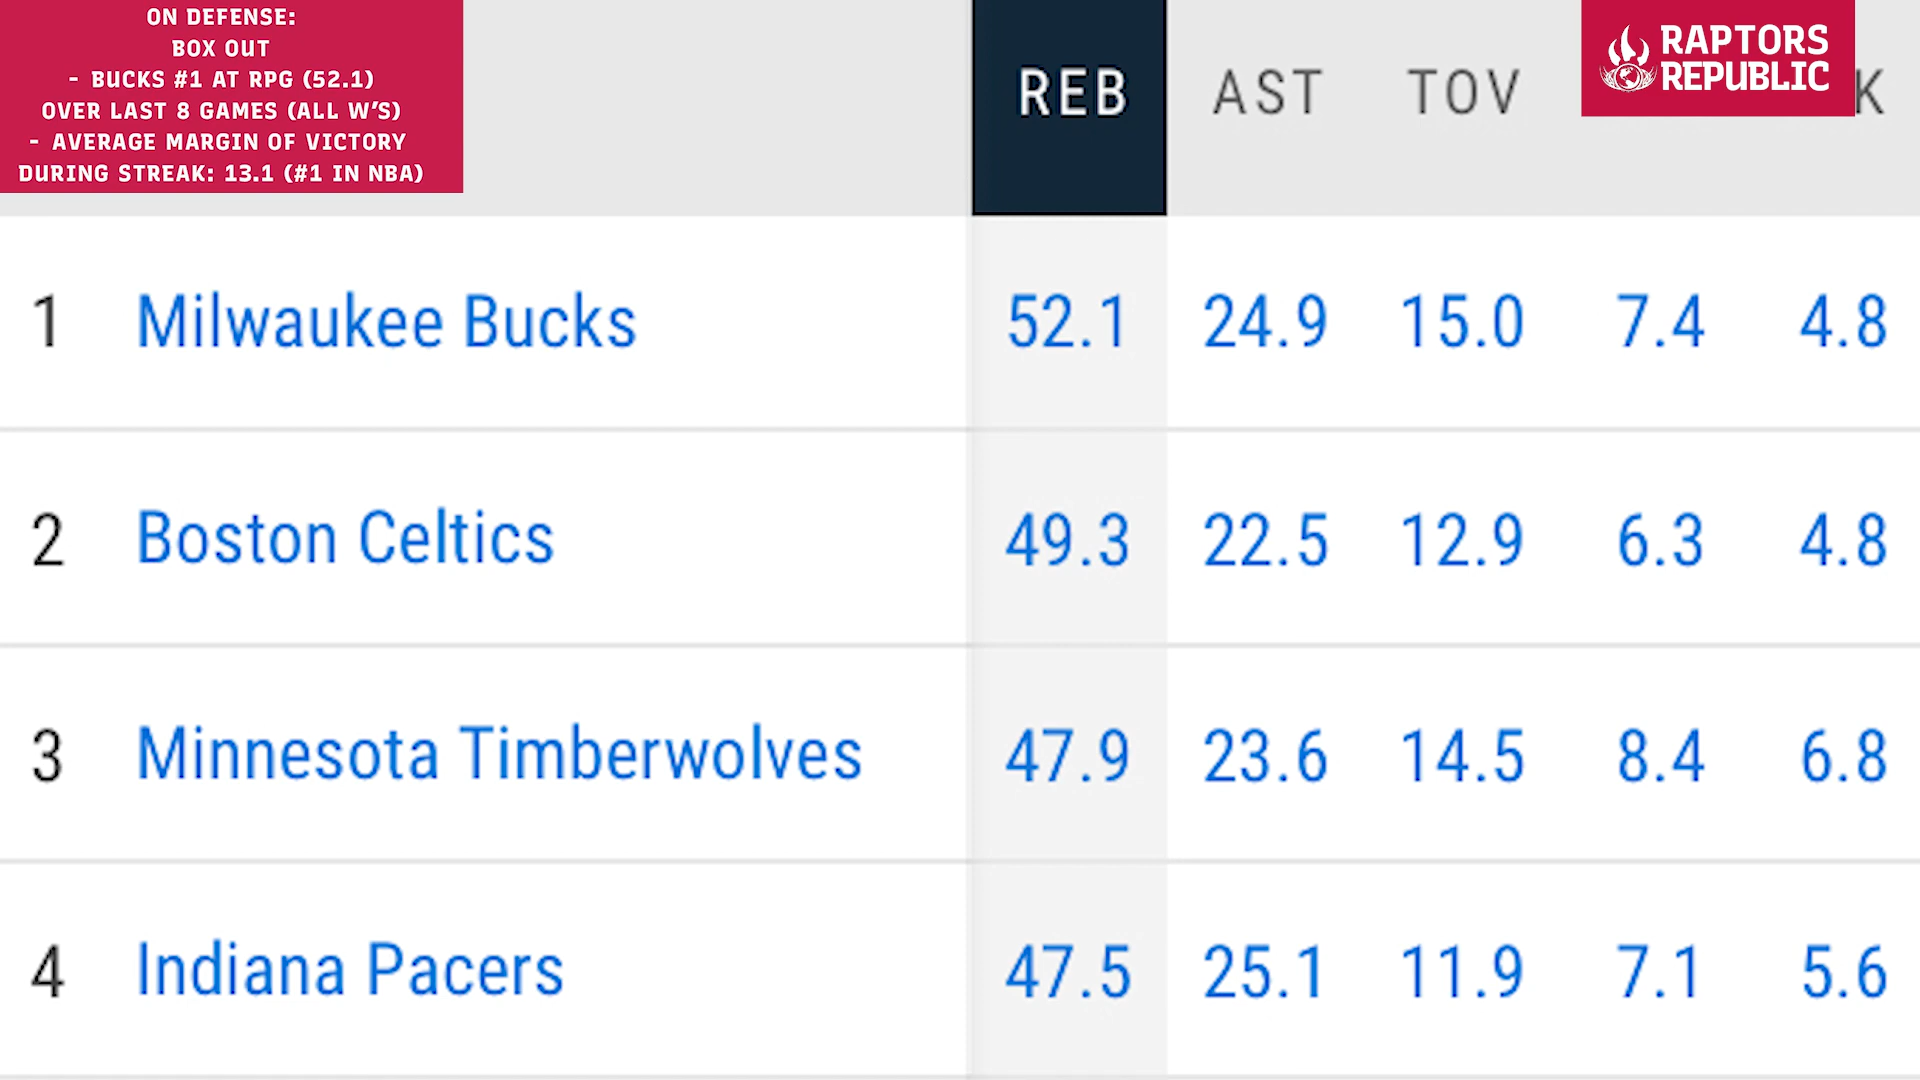 ON DEFENSE:
BOX OUT
- BUCKS #1 AT RPG (52.1)
OVER LAST 8 GAMES (ALL W'S)
- AVERAGE MARGIN OF VICTORY
DURING STREAK: 13.1 (#1 IN NBA)
RAPTORS
REPUBLIC
REB AST TOV K
1 Milwaukee Bucks 52.1 24.9 15.0 7.4 4.8
2 Boston Celtics 49.3 22.5 12.9 6.3 4.8
3 Minnesota Timberwolves 47.9 23.6 14.5 8.4 6.8
4 Indiana Pacers 47.5 25.1 11.9 7.1 5.6